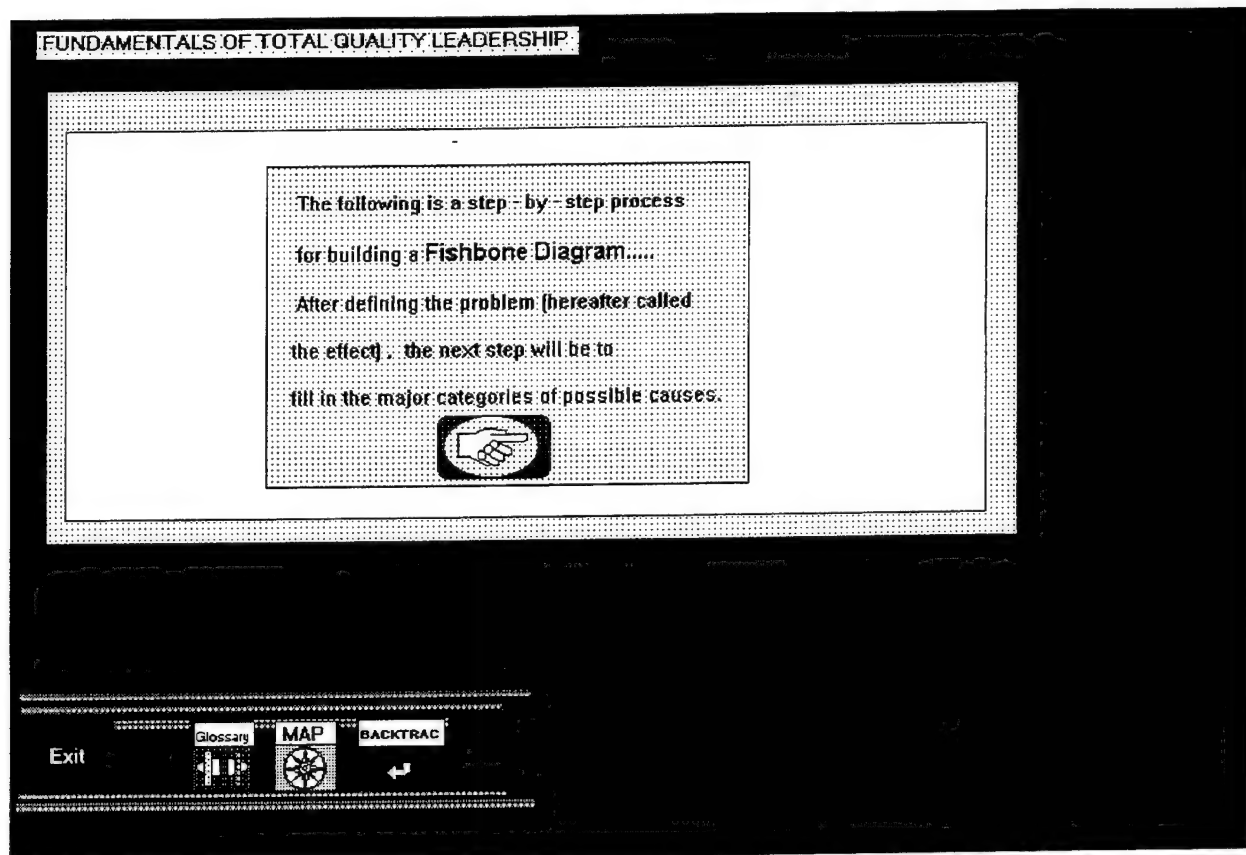 FUNDAMENTALS OF TOTAL QUALITY LEADERSHIP
The following is a step - by - step process
for building a Fishbone Diagram.....
After defining the problem (hereafter called
the effect) , the next step will be to
fill in the major categories of possible causes.
Exit
Glossary
MAP
BACKTRAC